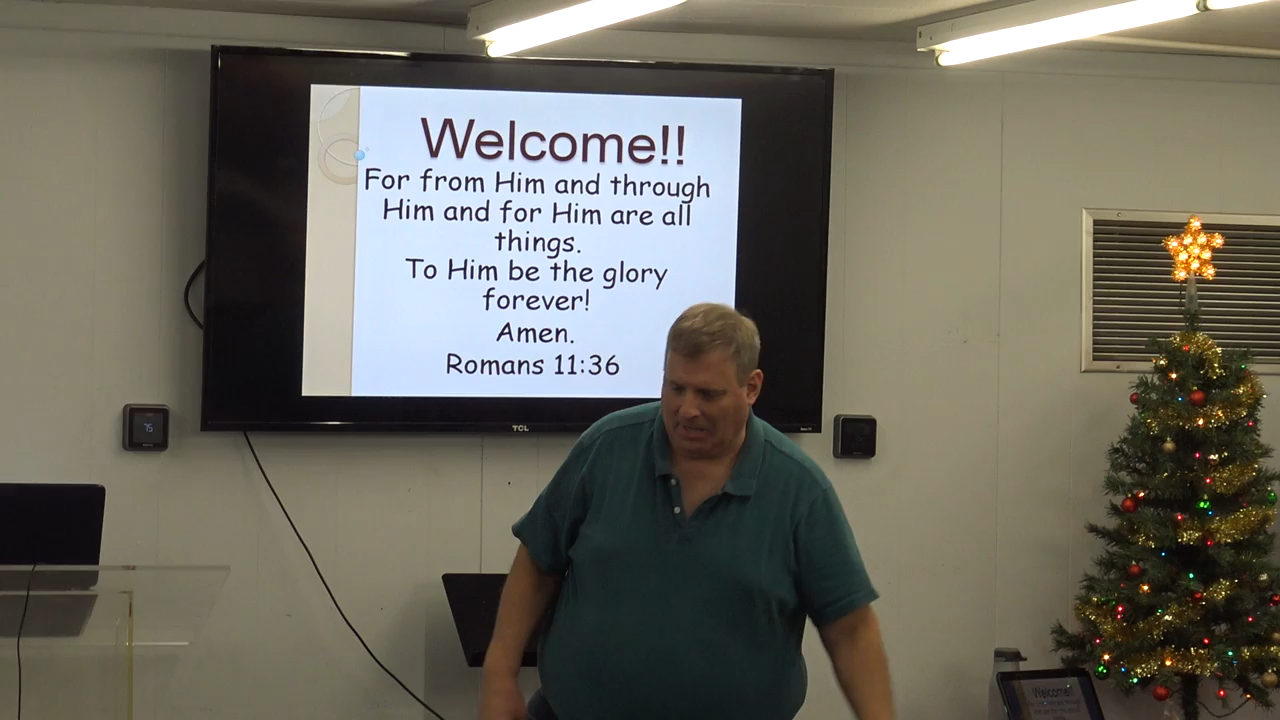 Welcome!!
For from Him and through
Him and for Him are all
things.
To Him be the glory
forever!
Amen.
Romans 11:36
TCL
75
Welcome!!